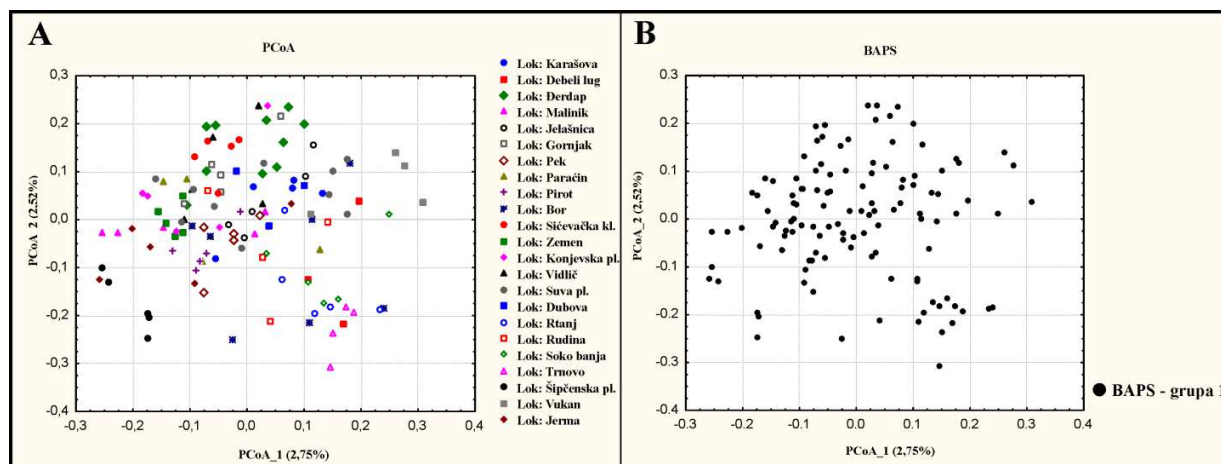 A
PCoA
0,3
0,2
0,1
0,0
-0,1
-0,2
-0,3
-0,4
PCoA_2 (2,52%)
-0,3
-0,2
-0,1
0,0
0,1
0,2
0,3
0,4
PCoA_1 (2,75%)
Lok: Karašova
Lok: Debeli lug
Lok: Đerdap
Lok: Malinik
Lok: Jelašnica
Lok: Gornjak
Lok: Pek
Lok: Paraćin
Lok: Pirot
Lok: Bor
Lok: Sićevačka kl.
Lok: Zemen
Lok: Konjevska pl.
Lok: Vidlič
Lok: Suva pl.
Lok: Dubova
Lok: Rtanj
Lok: Rudina
Lok: Soko banja
Lok: Trnovo
Lok: Šipčenska pl.
Lok: Vukan
Lok: Jerma
B
BAPS
0.3
0.2
0.1
0.0
-0.1
-0.2
-0.3
-0.4
PCoA_2 (2,52%)
-0.3
-0.2
-0.1
0.0
0.1
0.2
0.3
0.4
PCoA_1 (2,75%)
BAPS - grupa 1